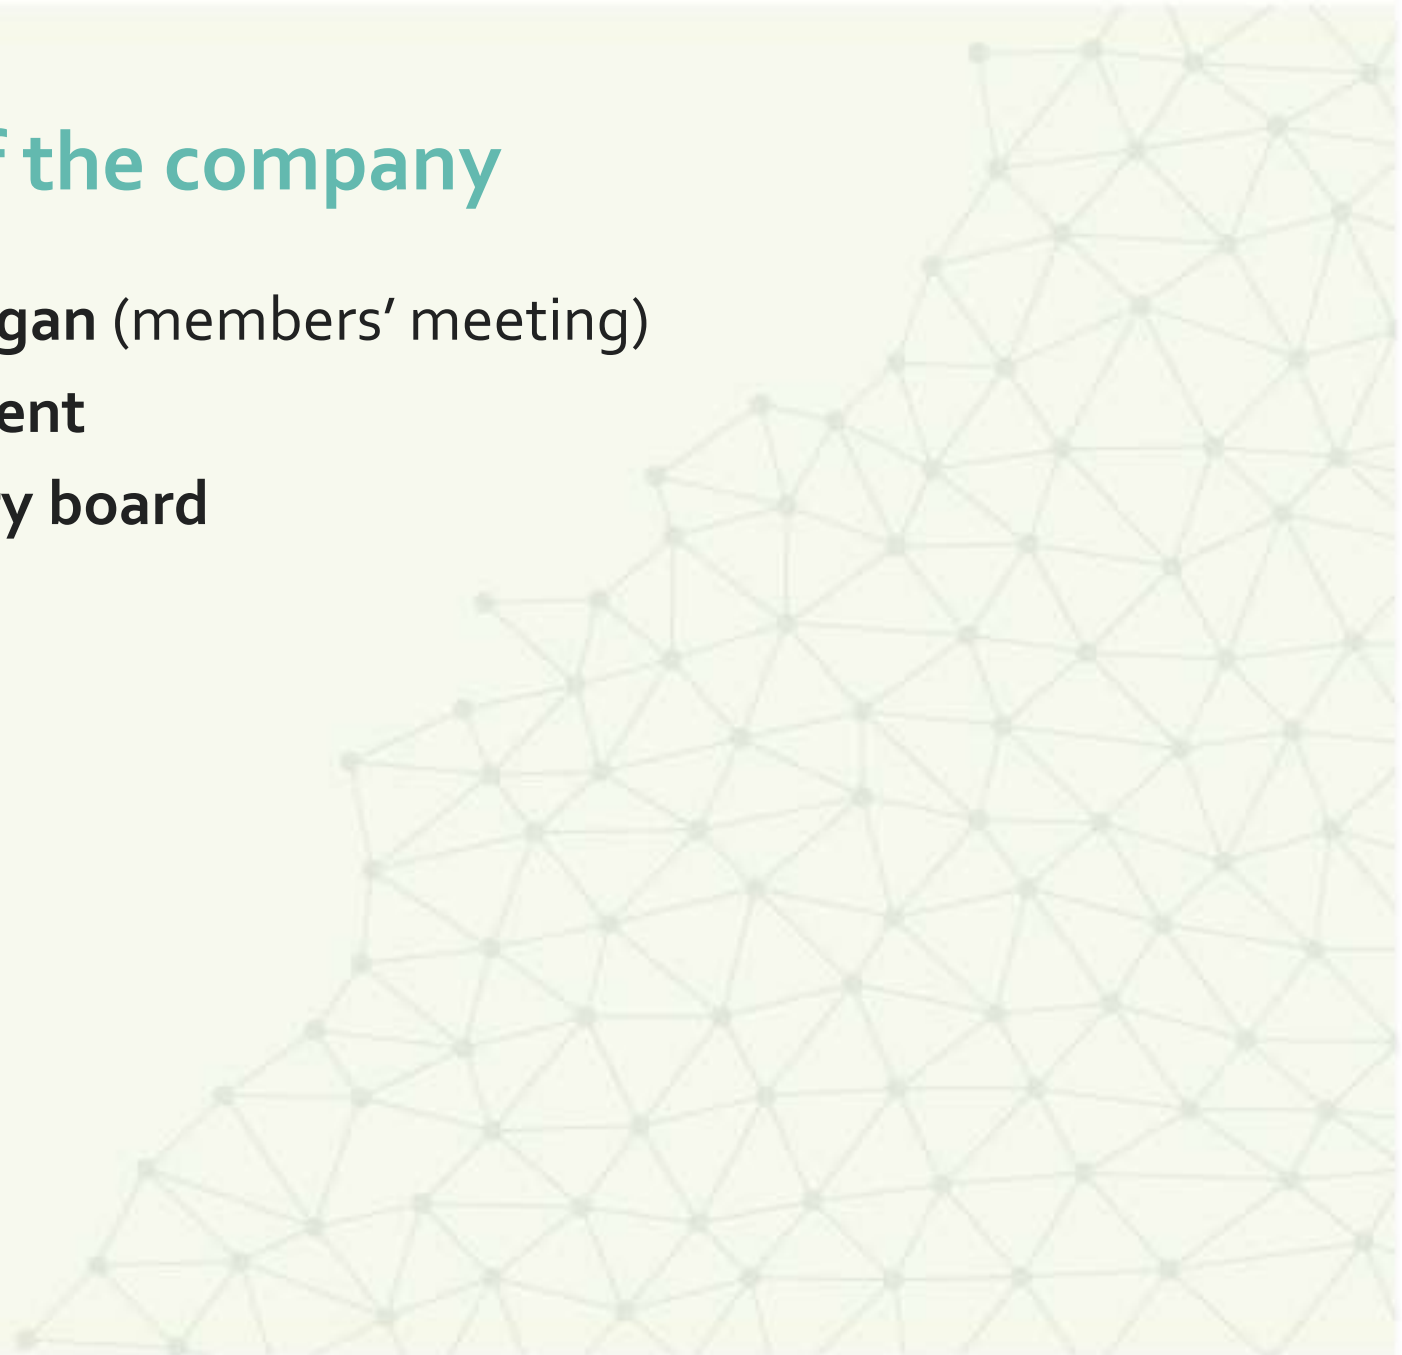 f the company
gan (members’ meeting)
ent
y board